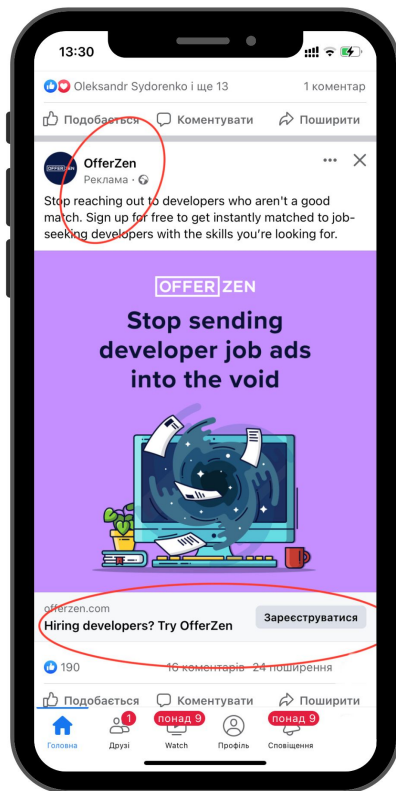 13:30
Oleksandr Sydorenko і ще 13
1 коментар
Подобається
Коментувати
Поширити
OFFERZEN
OfferZen
Реклама ·
Stop reaching out to developers who aren't a good
match. Sign up for free to get instantly matched to job-
seeking developers with the skills you're looking for.
OFFER ZEN
Stop sending
developer job ads
into the void
offerzen.com
Hiring developers? Try OfferZen
Зареєструватися
190
16 коментарів 24 поширення
Подобається
Коментувати
Поширити
1
понад 9
понад 9
Головна
Друзі
Watch
Профіль
Сповіщення